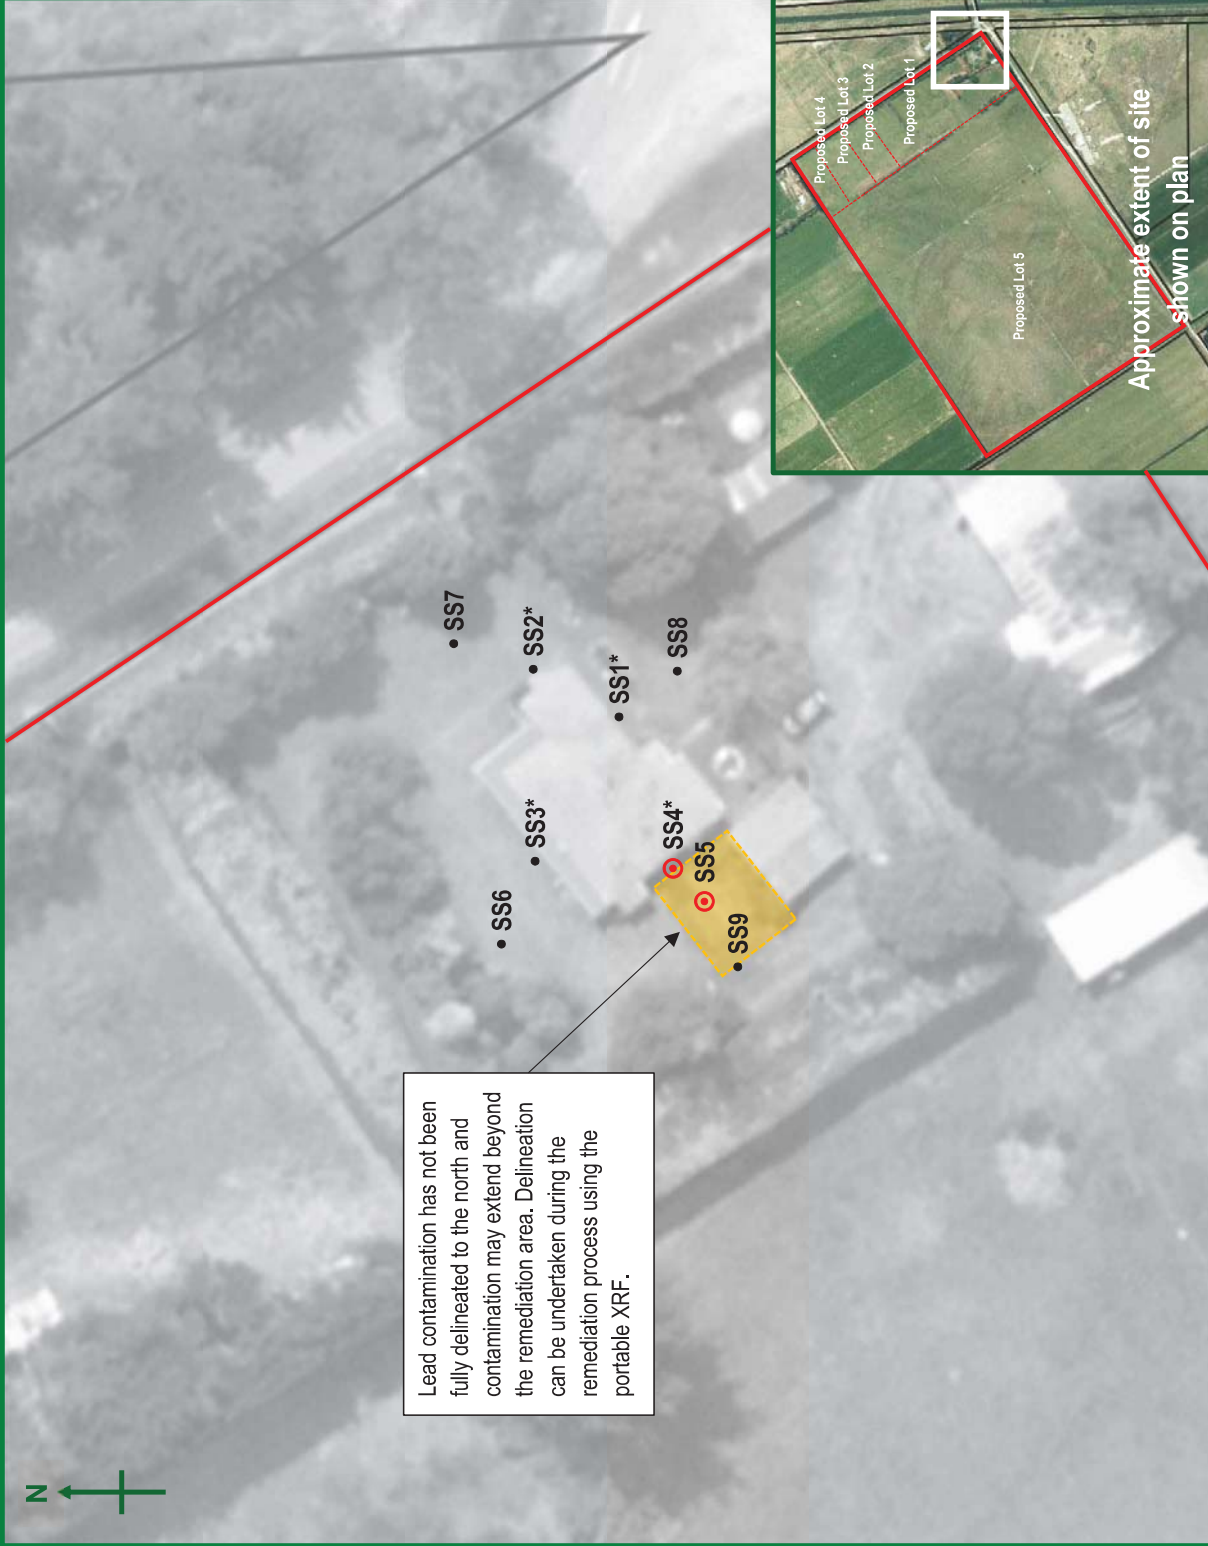 N
Lead contamination has not been
fully delineated to the north and
contamination may extend beyond
the remediation area. Delineation
can be undertaken during the
remediation process using the
portable XRF.
SS7
SS2*
SS1*
SS8
SS3*
SS6
SS4*
SS5
SS9
Proposed Lot 4
Proposed Lot 3
Proposed Lot 2
Proposed Lot 1
Proposed Lot 5
Approximate extent of site
shown on plan